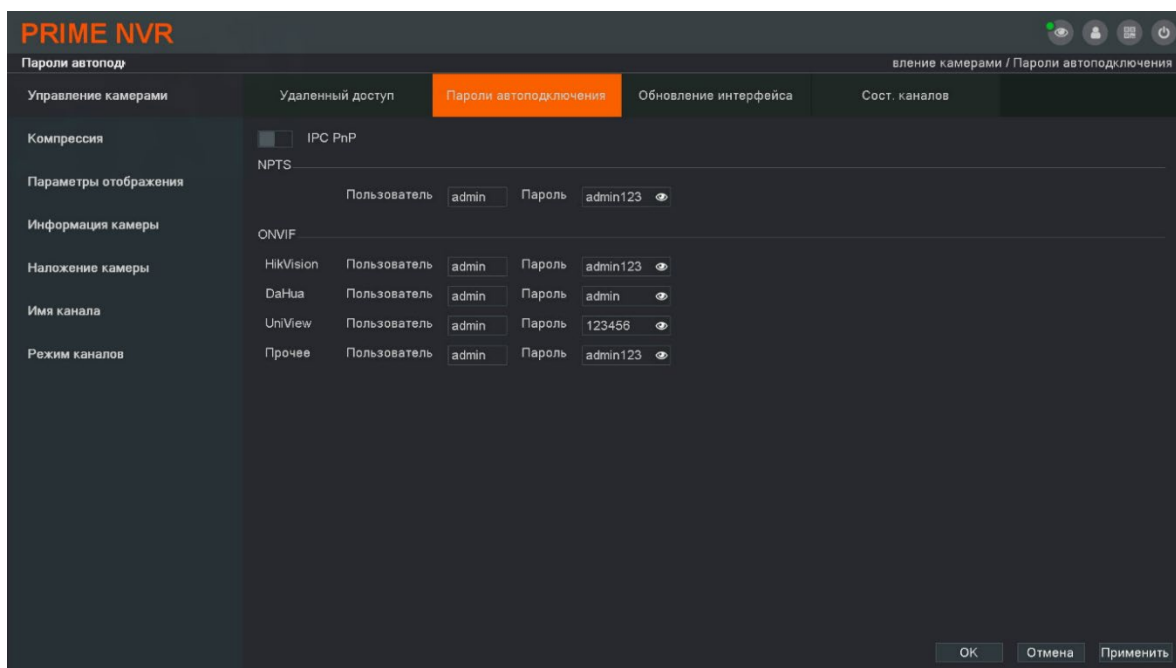 PRIME NVR
Пароли автоподк
вление камерами / Пароли автоподключения
Управление камерами
Удаленный доступ
Пароли автоподключения
Обновление интерфейса
Сост. каналов
Компрессия
Параметры отображения
Информация камеры
Наложение камеры
Имя канала
Режим каналов
IPC PnP
NPTS
Пользователь admin Пароль admin123
ONVIF
HikVision Пользователь admin Пароль admin123
DaHua Пользователь admin Пароль admin
UniView Пользователь admin Пароль 123456
Прочее Пользователь admin Пароль admin123
OK Отмена Применить